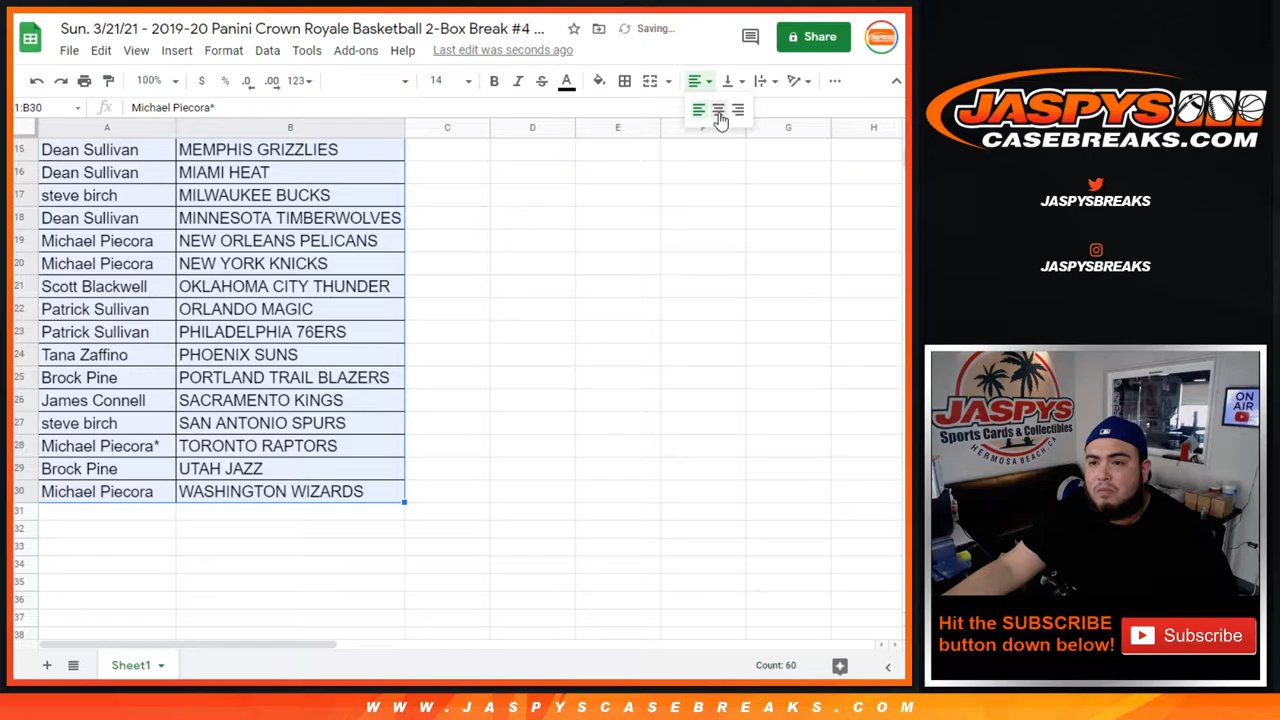 Sun. 3/21/21 - 2019-20 Panini Crown Royale Basketball 2-Box Break #4 ...
Saving...
Share
File Edit View Insert Format Data Tools Add-ons Help Last edit was seconds ago
100% $ % .0 .00 123 14 B I S A
1:B30 fx Michael Piecora*
A B C D E F G H
15 Dean Sullivan MEMPHIS GRIZZLIES
16 Dean Sullivan MIAMI HEAT
17 steve birch MILWAUKEE BUCKS
18 Dean Sullivan MINNESOTA TIMBERWOLVES
19 Michael Piecora NEW ORLEANS PELICANS
20 Michael Piecora NEW YORK KNICKS
21 Scott Blackwell OKLAHOMA CITY THUNDER
22 Patrick Sullivan ORLANDO MAGIC
23 Patrick Sullivan PHILADELPHIA 76ERS
24 Tana Zaffino PHOENIX SUNS
25 Brock Pine PORTLAND TRAIL BLAZERS
26 James Connell SACRAMENTO KINGS
27 steve birch SAN ANTONIO SPURS
28 Michael Piecora* TORONTO RAPTORS
29 Brock Pine UTAH JAZZ
30 Michael Piecora WASHINGTON WIZARDS
31
32
33
34
35
36
37
38
Sheet1
Count: 60
JASPYS
CASEBREAKS.COM
JASPYSBREAKS
JASPYSBREAKS
JASPYS
Sports Cards & Collectibles
HERMOSA BEACH, CA
ON AIR
Hit the SUBSCRIBE
button down below!
Subscribe
WWW.JASPYSCASEBREAKS.COM